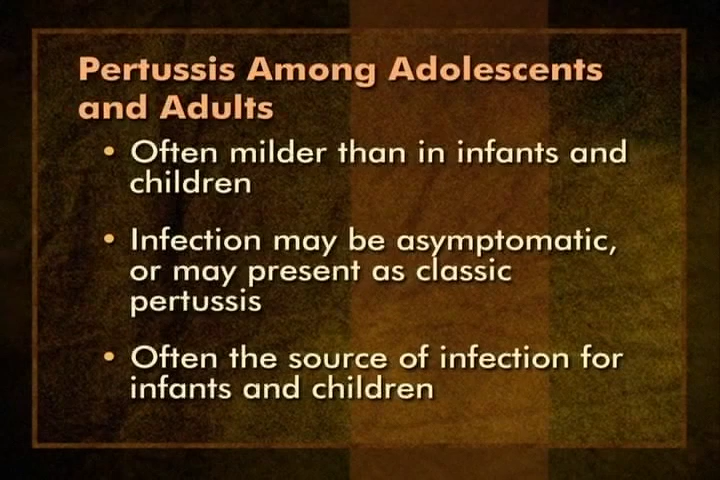 Pertussis Among Adolescents
and Adults
• Often milder than in infants and
children
• Infection may be asymptomatic,
or may present as classic
pertussis
• Often the source of infection for
infants and children